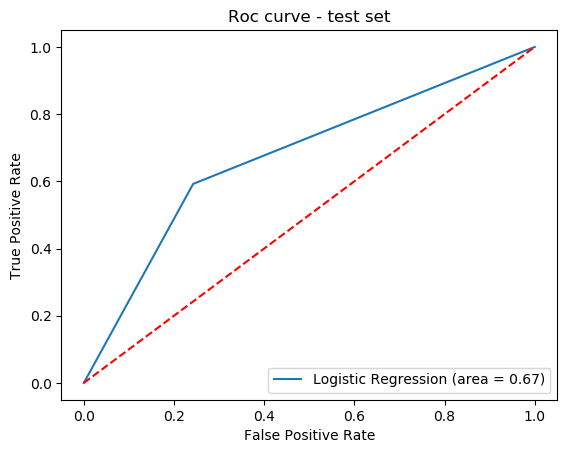 Roc curve - test set
True Positive Rate
1.0
0.8
0.6
0.4
0.2
0.0
Logistic Regression (area = 0.67)
0.0 0.2 0.4 0.6 0.8 1.0
False Positive Rate